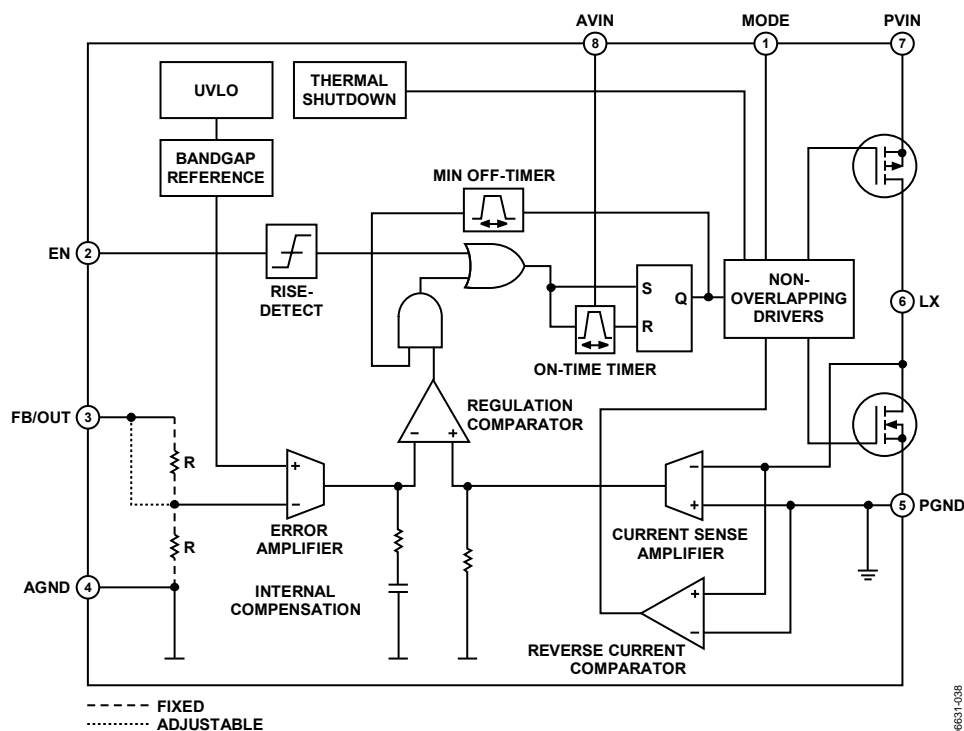 AVIN
MODE
PVIN
8
1
7
UVLO
THERMAL
SHUTDOWN
BANDGAP
REFERENCE
MIN OFF-TIMER
EN
2
RISE-
DETECT
S
R
Q
NON-
OVERLAPPING
DRIVERS
6
LX
ON-TIME TIMER
FB/OUT
3
REGULATION
COMPARATOR
-
+
R
+
-
ERROR
AMPLIFIER
-
+
CURRENT SENSE
AMPLIFIER
5
PGND
R
AGND
4
INTERNAL
COMPENSATION
+
-
REVERSE CURRENT
COMPARATOR
FIXED
ADJUSTABLE
6631-038